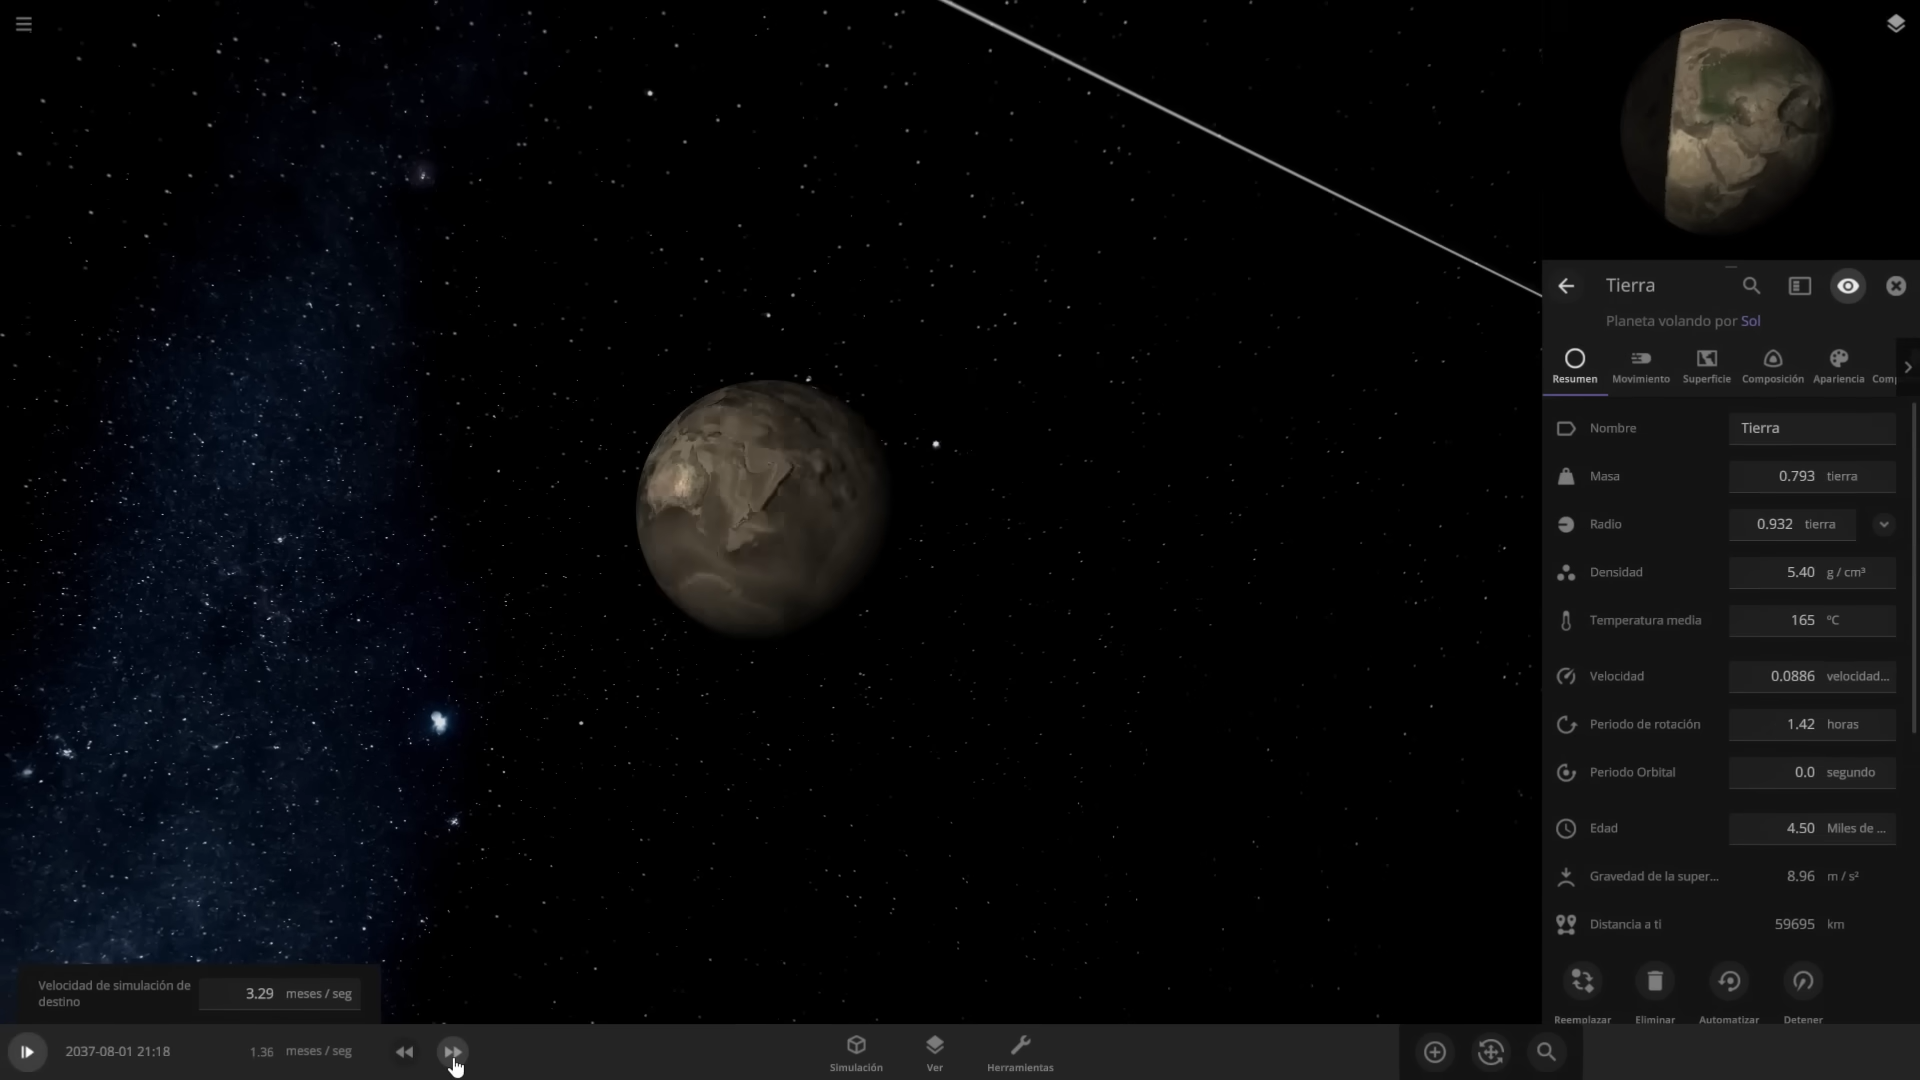 Tierra
Planeta volando por Sol
Resumen
Movimiento
Superficie
Composición
Apariencia
Comp
Nombre Tierra
Masa 0.793 tierra
Radio 0.932 tierra
Densidad 5.40 g / cm³
Temperatura media 165 °C
Velocidad 0.0886 velocidad...
Periodo de rotación 1.42 horas
Periodo Orbital 0.0 segundo
Edad 4.50 Miles de ...
Gravedad de la super... 8.96 m / s²
Distancia a ti 59695 km
Reemplazar
Eliminar
Automatizar
Detener
Velocidad de simulación de
destino
3.29 meses / seg
2037-08-01 21:18
1.36 meses / seg
Simulación
Ver
Herramientas